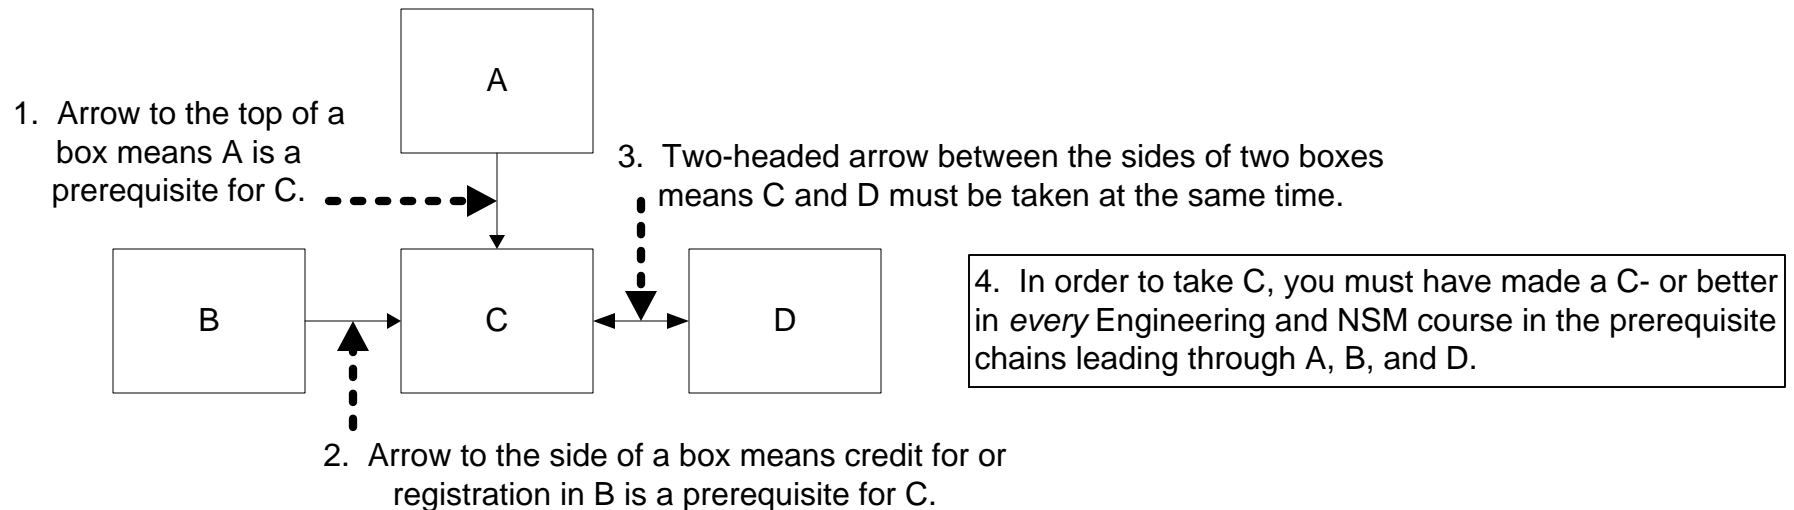 A
1. Arrow to the top of a
box means A is a
prerequisite for C.
3. Two-headed arrow between the sides of two boxes
means C and D must be taken at the same time.
B
C
D
4. In order to take C, you must have made a C- or better
in every Engineering and NSM course in the prerequisite
chains leading through A, B, and D.
2. Arrow to the side of a box means credit for or
registration in B is a prerequisite for C.